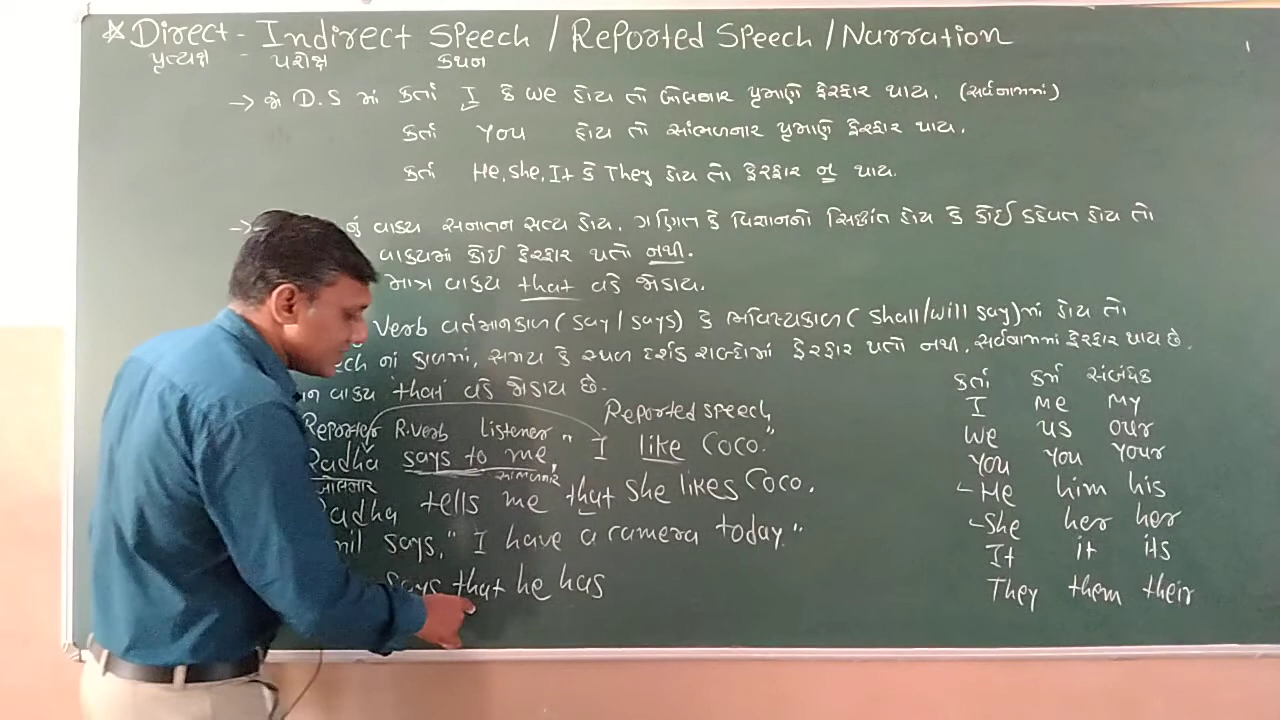 * Direct - Indirect Speech / Reported Speech / Narration
પ્રત્યક્ષ - પરોક્ષ કથન
→ જો D.S માં કર્તા I કે we હોય તો બોલનાર પ્રમાણે ફેરફાર થાય. (સર્વનામમાં)
કર્તા You હોય તો સાંભળનાર પ્રમાણે ફેરફાર થાય.
કર્તા He, she, It કે They હોય તો ફેરફાર ન થાય.
→ નું વાક્ય સનાતન સત્ય હોય, ગણિત કે વિજ્ઞાનનો સિદ્ધાંત હોય કે કોઈ કહેવત હોય તો
વાક્યમાં કોઈ ફેરફાર થતો નથી.
માત્ર વાક્ય that વડે જોડાય.
Verb વર્તમાનકાળ ( say / says ) કે ભવિષ્યકાળ ( shall/will say ) માં હોય તો
ech નાં કાળમાં, સમય કે સ્થળ દર્શક શબ્દોમાં ફેરફાર થતો નથી. સર્વનામમાં ફેરફાર થાય છે.
ન વાક્ય that વડે જોડાય છે.
Reporter R.verb listener Reported speech
Radha says to me, "I like Coco."
બોલનાર સાંભળનાર
adha tells me that she likes Coco.
mil says, "I have a camera today."
says that he has
કર્તા કર્મ સંબંધક
I me my
We us our
You you your
He him his
She her her
It it its
They them their